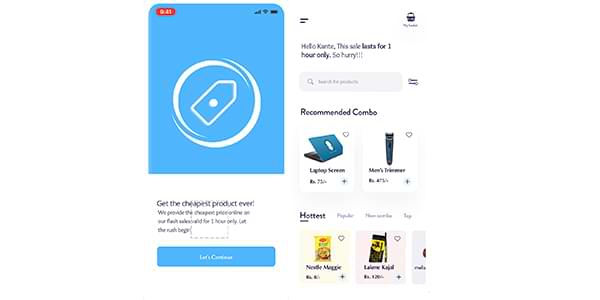 9:41
Get the cheapest product ever!
We provide the cheapest price online on
our flash sales valid for 1 hour only. Let
the rush begin
Let's Continue
My basket
Hello Kante, This sale lasts for 1
hour only. So hurry!!!
Search for products
Recommended Combo
Laptop Screen
Rs. 75/-
Men's Trimmer
Rs. 475/-
Hottest
Popular
New combo
Top
Nestle Maggie
Rs. 8/-
Lakme Kajal
Rs. 120/-